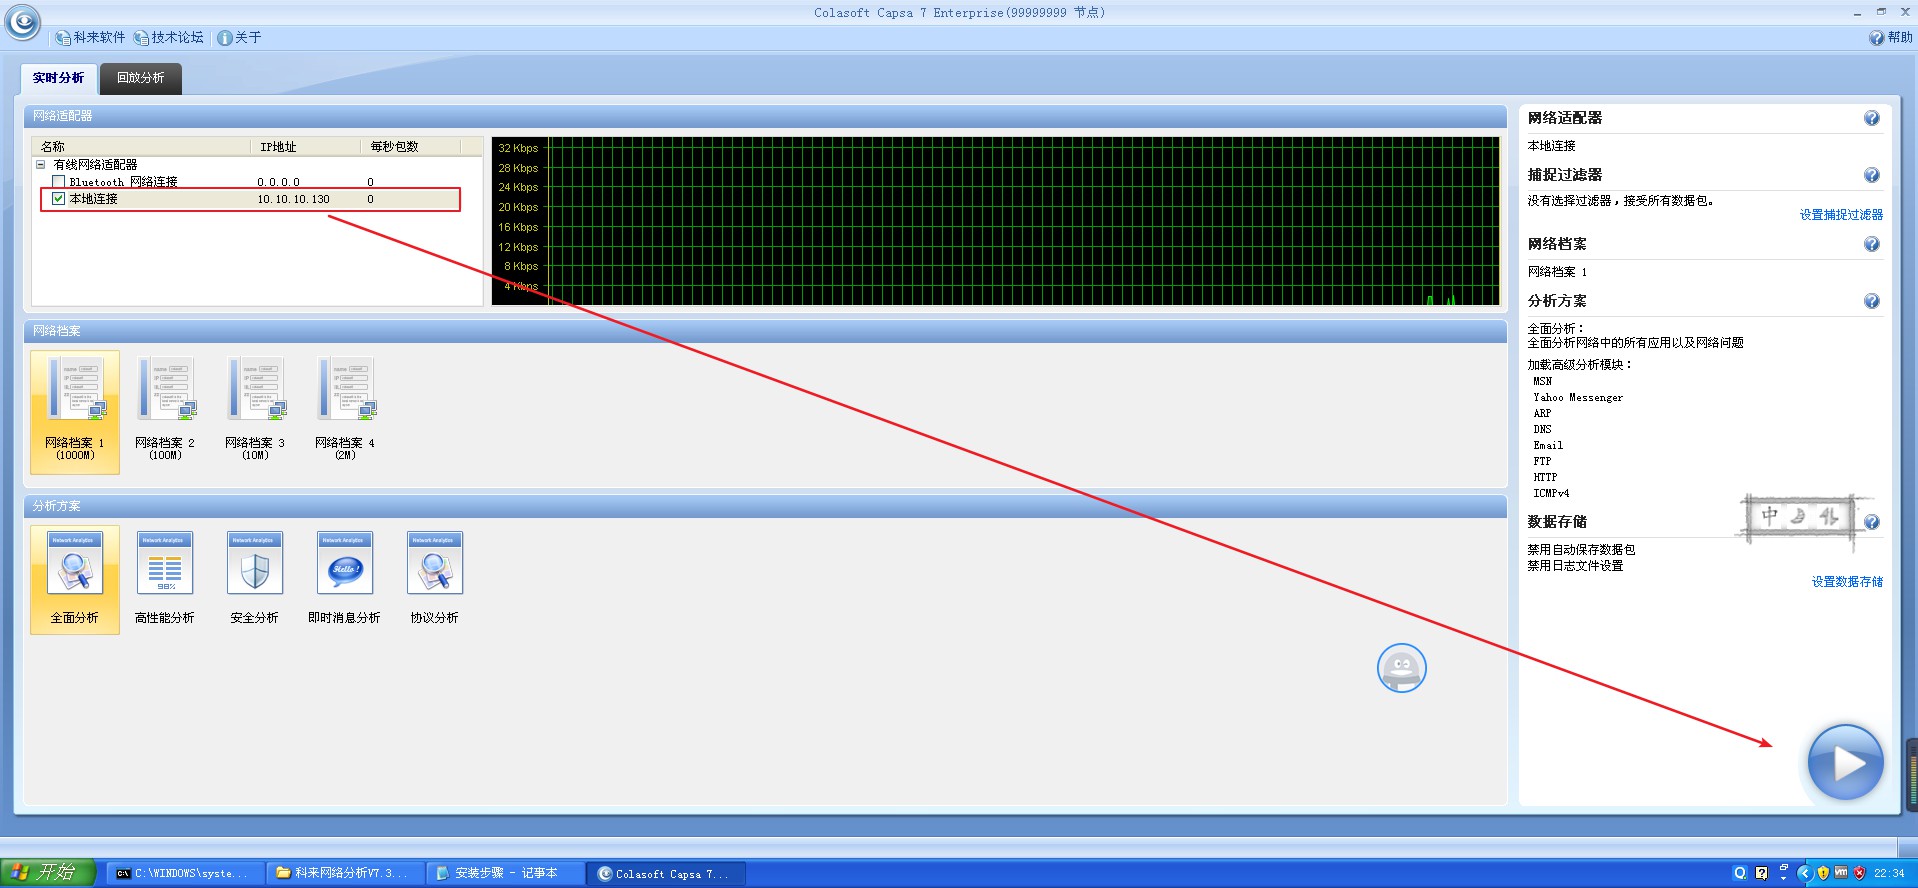 Colasoft Capsa 7 Enterprise(99999999 节点)
科来软件 技术论坛 关于 帮助
实时分析 回放分析
网络适配器
名称 IP地址 每秒包数
有线网络适配器
Bluetooth 网络连接 0.0.0.0 0
本地连接 10.10.10.130 0
32 Kbps
28 Kbps
24 Kbps
20 Kbps
16 Kbps
12 Kbps
8 Kbps
4 Kbps
网络档案
网络档案 1
(1000M)
网络档案 2
(100M)
网络档案 3
(10M)
网络档案 4
(2M)
分析方案
Network Analytics
全面分析
Network Analytics
98%
高性能分析
Network Analytics
安全分析
Network Analytics
Hello !
即时消息分析
Network Analytics
协议分析
网络适配器
本地连接
捕捉过滤器
没有选择过滤器，接受所有数据包。
设置捕捉过滤器
网络档案
网络档案 1
分析方案
全面分析：
全面分析网络中的所有应用以及网络问题
加载高级分析模块：
MSN
Yahoo Messenger
ARP
DNS
Email
FTP
HTTP
ICMPv4
中
数据存储
禁用自动保存数据包
禁用日志文件设置
设置数据存储
开始 C:\WINDOWS\syste... 科来网络分析V7.3... 安装步骤 - 记事本 Colasoft Capsa 7... 22:34